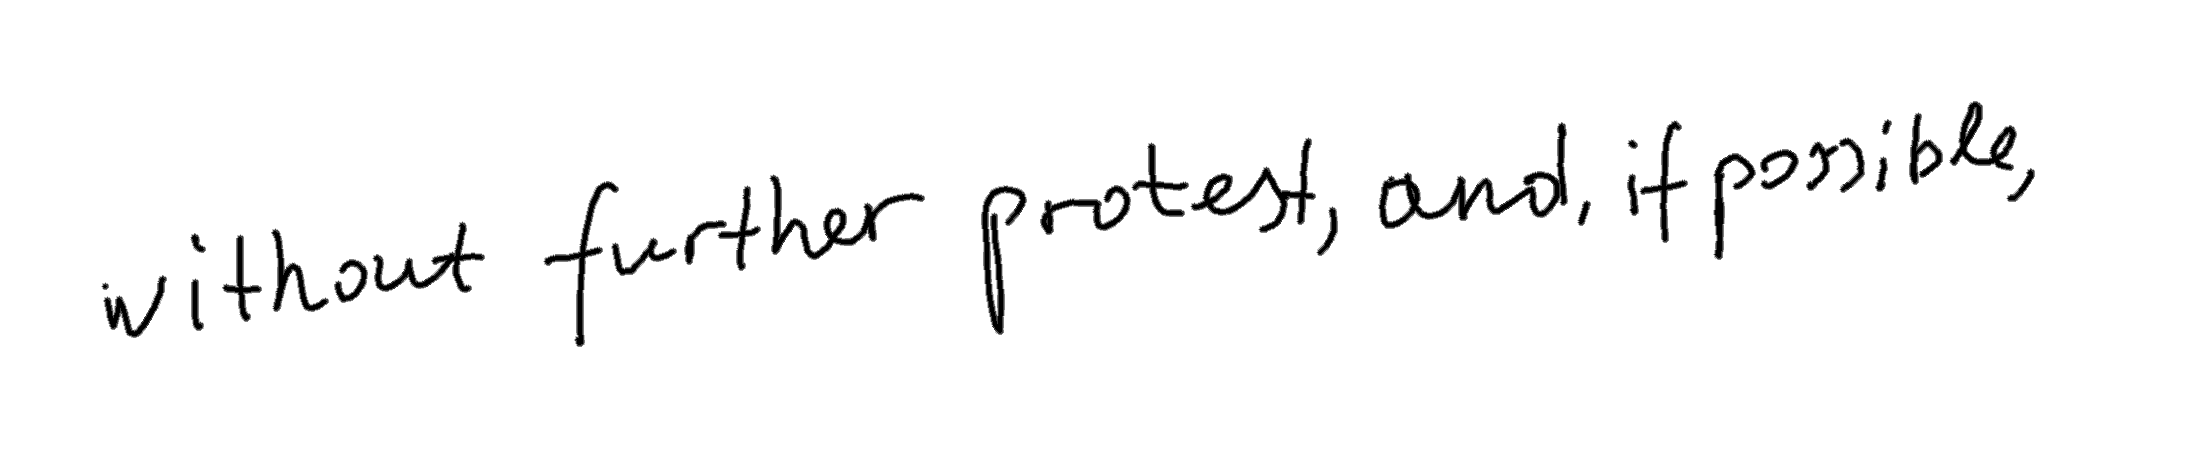 without further protest, and, if possible,